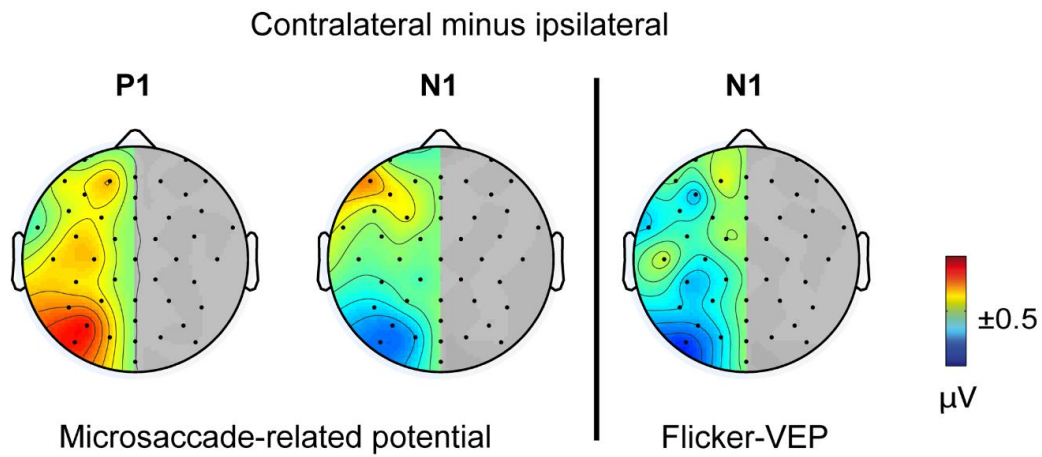 Contralateral minus ipsilateral
P1
N1
N1
±0.5
µV
Microsaccade-related potential
Flicker-VEP